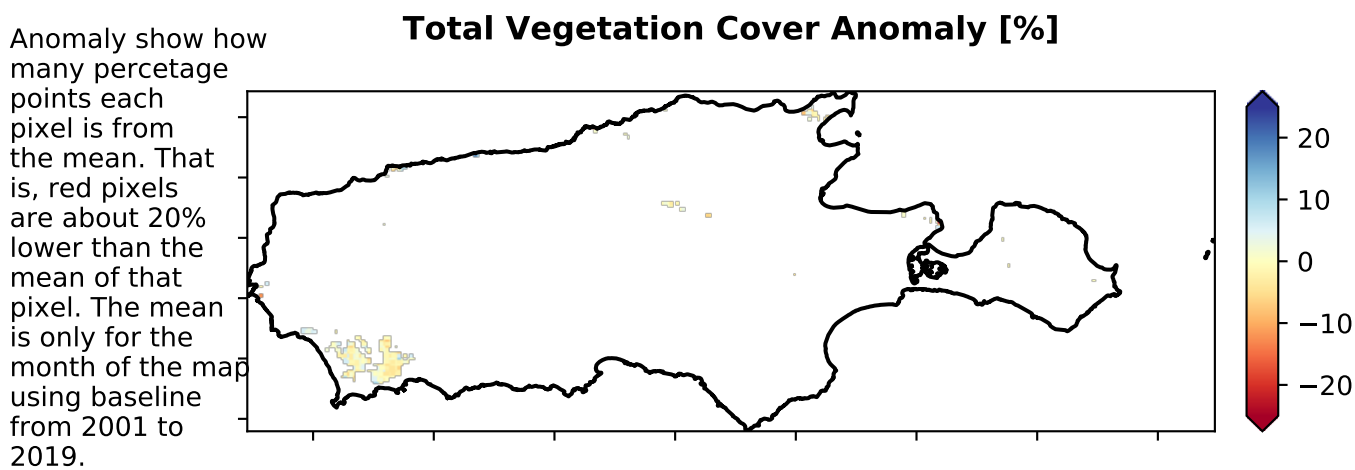 Total Vegetation Cover Anomaly [%]
Anomaly show how
many percetage
points each
pixel is from
the mean. That
is, red pixels
are about 20%
lower than the
mean of that
pixel. The mean
is only for the
month of the map
using baseline
from 2001 to
2019.
20
10
0
−10
−20